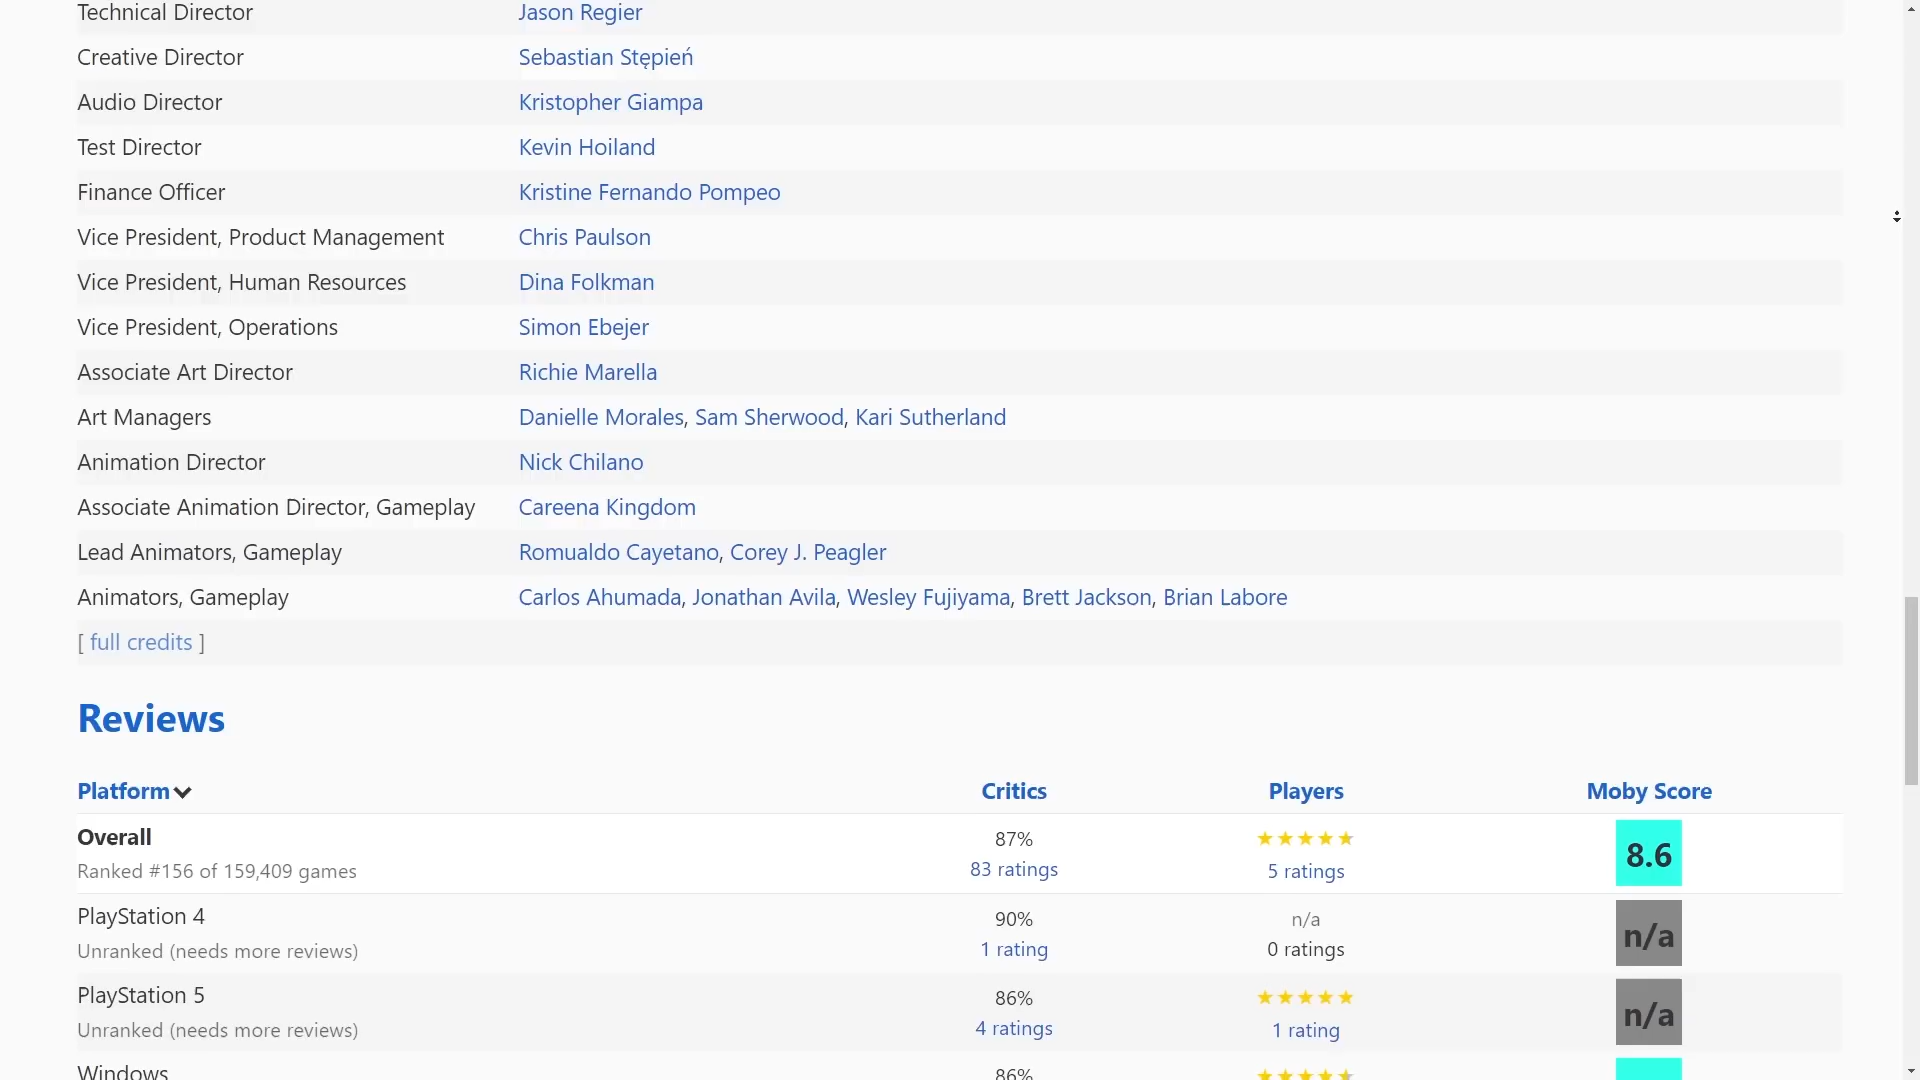 Technical Director Jason Regier
Creative Director Sebastian Stępień
Audio Director Kristopher Giampa
Test Director Kevin Hoiland
Finance Officer Kristine Fernando Pompeo
Vice President, Product Management Chris Paulson
Vice President, Human Resources Dina Folkman
Vice President, Operations Simon Ebejer
Associate Art Director Richie Marella
Art Managers Danielle Morales, Sam Sherwood, Kari Sutherland
Animation Director Nick Chilano
Associate Animation Director, Gameplay Careena Kingdom
Lead Animators, Gameplay Romualdo Cayetano, Corey J. Peagler
Animators, Gameplay Carlos Ahumada, Jonathan Avila, Wesley Fujiyama, Brett Jackson, Brian Labore
[ full credits ]
Reviews
Platform Critics Players Moby Score
Overall 87% ★★★★★ 8.6
Ranked #156 of 159,409 games 83 ratings 5 ratings
PlayStation 4 90% n/a n/a
Unranked (needs more reviews) 1 rating 0 ratings
PlayStation 5 86% ★★★★★ n/a
Unranked (needs more reviews) 4 ratings 1 rating
Windows 86%